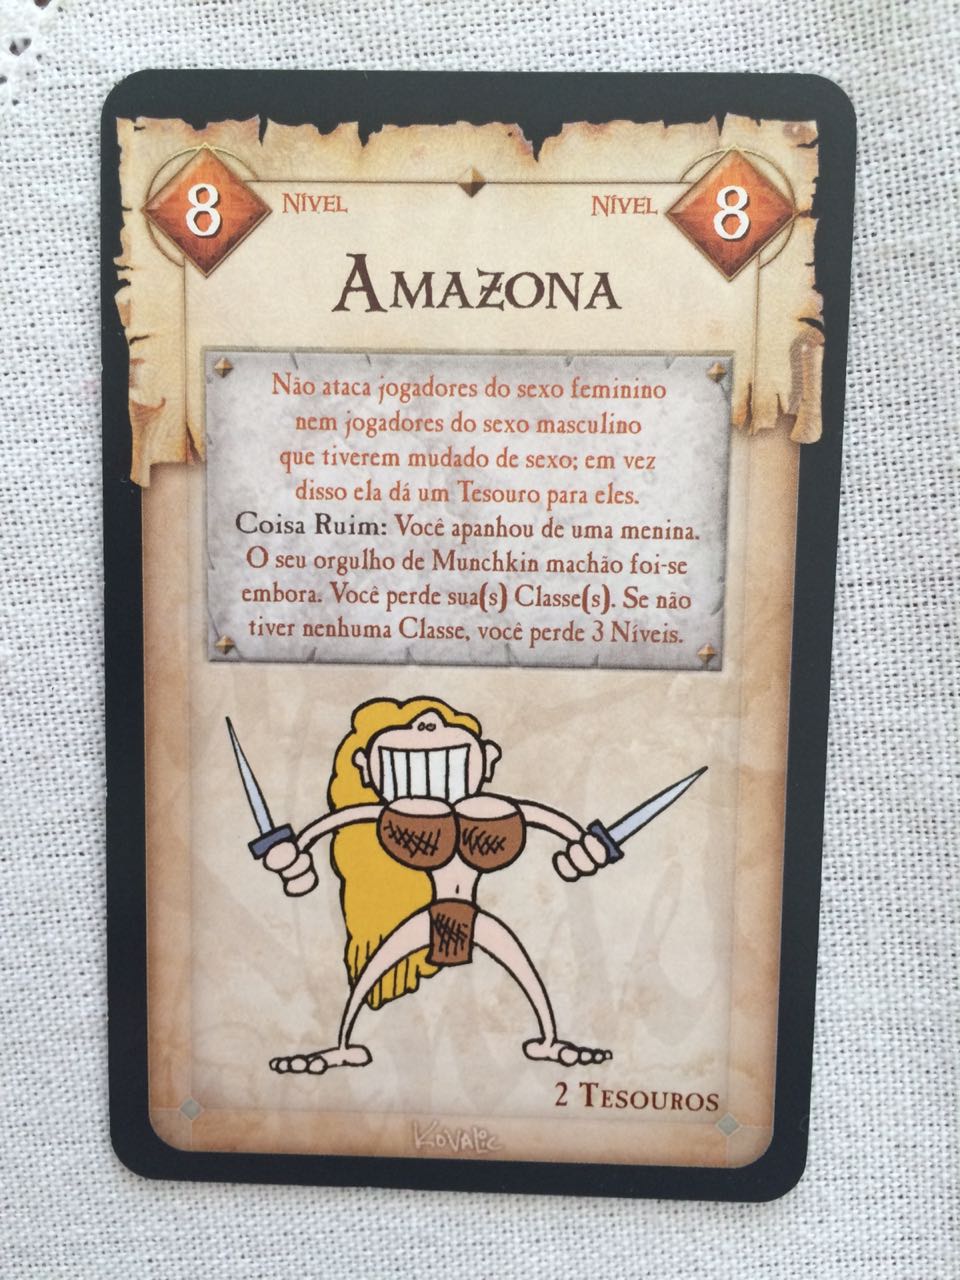 8 NÍVEL NÍVEL 8
AMAZONA
Não ataca jogadores do sexo feminino
nem jogadores do sexo masculino
que tiverem mudado de sexo; em vez
disso ela dá um Tesouro para eles.
Coisa Ruim: Você apanhou de uma menina.
O seu orgulho de Munchkin machão foi-se
embora. Você perde sua(s) Classe(s). Se não
tiver nenhuma Classe, você perde 3 Níveis.
2 TESOUROS
KOVALIC